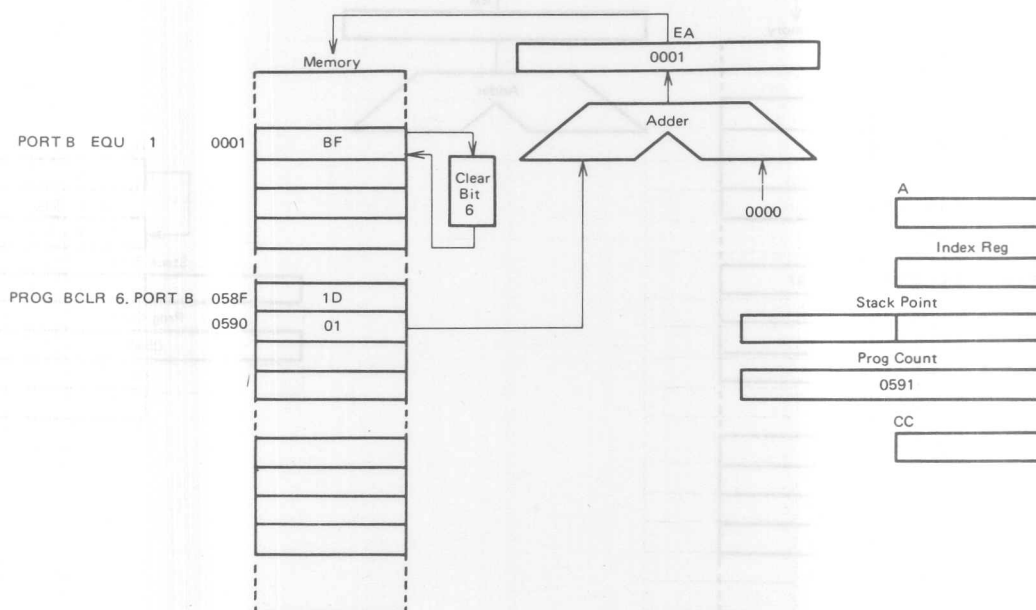 EA
0001
Memory
Adder
PORT B EQU 1 0001 BF
Clear
Bit
6
0000
A
Index Reg
PROG BCLR 6. PORT B 058F 1D
Stack Point
0590 01
Prog Count
0591
CC